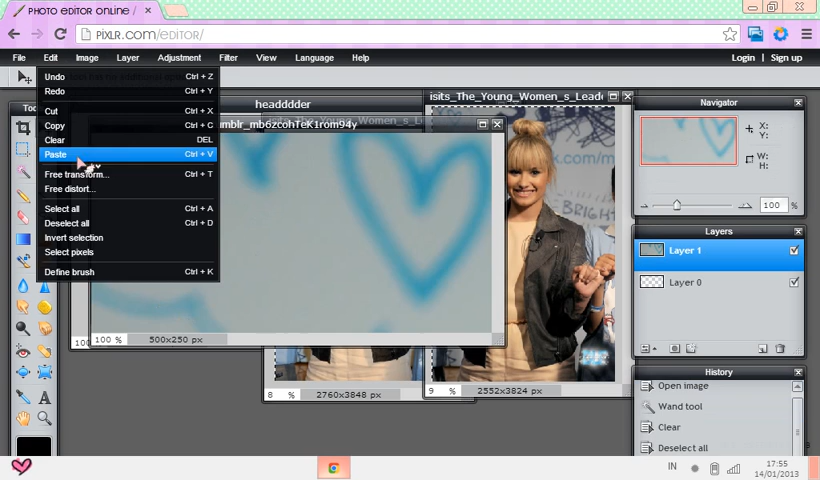 PHOTO EDITOR ONLINE /
PIXLR.COM/EDITOR/
File Edit Image Layer Adjustment Filter View Language Help
Login | Sign up
Undo Ctrl + Z
Redo Ctrl + Y
Cut Ctrl + X
Copy Ctrl + C
Clear DEL
Paste Ctrl + V
Free transform... Ctrl + T
Free distort...
Select all Ctrl + A
Deselect all Ctrl + D
Invert selection
Select pixels
Define brush Ctrl + K
headdddер
umblr_mb6zcohTeK1rom94y
100 % 500x250 px
8 % 2760x3848 px
isits_The_Young_Women_s_Leade
BRIGHT
9 % 2552x3824 px
Navigator
X:
Y:
W:
H:
100 %
Layers
Layer 1
Layer 0
History
Open image
Wand tool
Clear
Deselect all
IN
17:55
14/01/2013